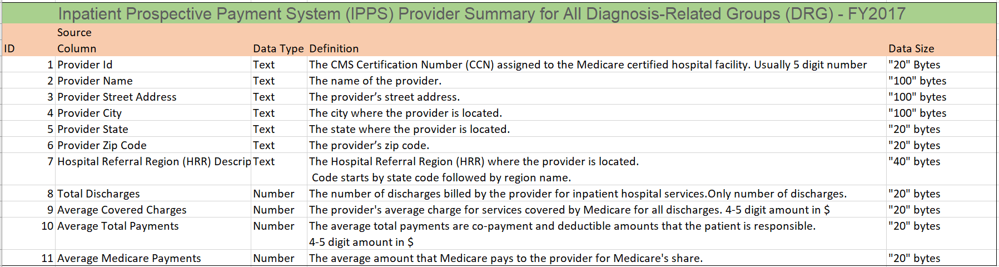 Inpatient Prospective Payment System (IPPS) Provider Summary for All Diagnosis-Related Groups (DRG) - FY2017
Source
ID Column Data Type Definition Data Size
1 Provider Id Text The CMS Certification Number (CCN) assigned to the Medicare certified hospital facility. Usually 5 digit number "20" Bytes
2 Provider Name Text The name of the provider. "100" bytes
3 Provider Street Address Text The provider’s street address. "100" bytes
4 Provider City Text The city where the provider is located. "100" bytes
5 Provider State Text The state where the provider is located. "20" bytes
6 Provider Zip Code Text The provider’s zip code. "20" bytes
7 Hospital Referral Region (HRR) Descrip Text The Hospital Referral Region (HRR) where the provider is located. "40" bytes
Code starts by state code followed by region name.
8 Total Discharges Number The number of discharges billed by the provider for inpatient hospital services.Only number of discharges. "20" bytes
9 Average Covered Charges Number The provider's average charge for services covered by Medicare for all discharges. 4-5 digit amount in $ "20" bytes
10 Average Total Payments Number The average total payments are co-payment and deductible amounts that the patient is responsible. "20" bytes
4-5 digit amount in $
11 Average Medicare Payments Number The average amount that Medicare pays to the provider for Medicare's share. "20" bytes